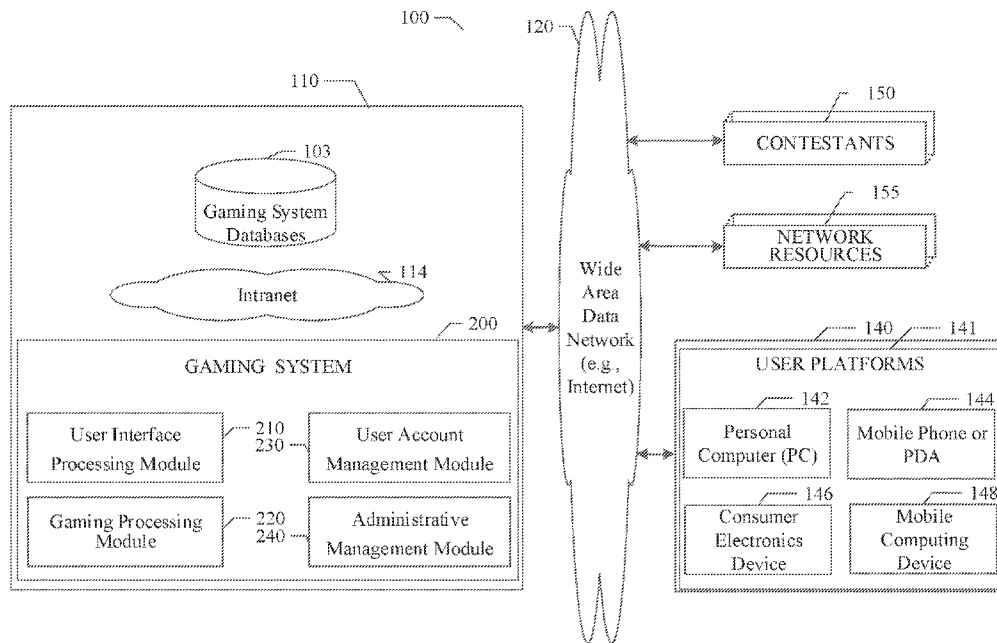 100
120
110
150
CONTESTANTS
103
Gaming System
Databases
155
NETWORK
RESOURCES
114
Intranet
Wide
Area
Data
Network
(e.g.,
Internet)
200
GAMING SYSTEM
140
141
USER PLATFORMS
142
Personal
Computer (PC)
144
Mobile Phone or
PDA
User Interface
Processing Module
210
230
User Account
Management Module
146
Consumer
Electronics
Device
148
Mobile
Computing
Device
Gaming Processing
Module
220
240
Administrative
Management Module